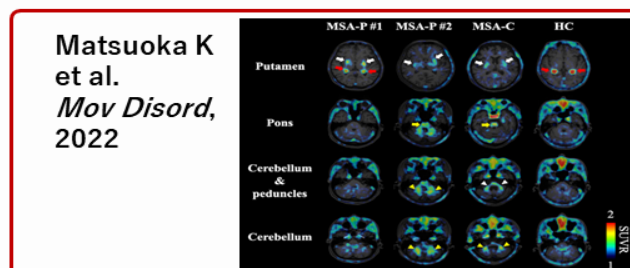 Matsuoka K
et al.
Mov Disord,
2022
MSA-P #1 MSA-P #2 MSA-C HC
Putamen
Pons
Cerebellum
&
peduncles
Cerebellum
2
SUVR
1